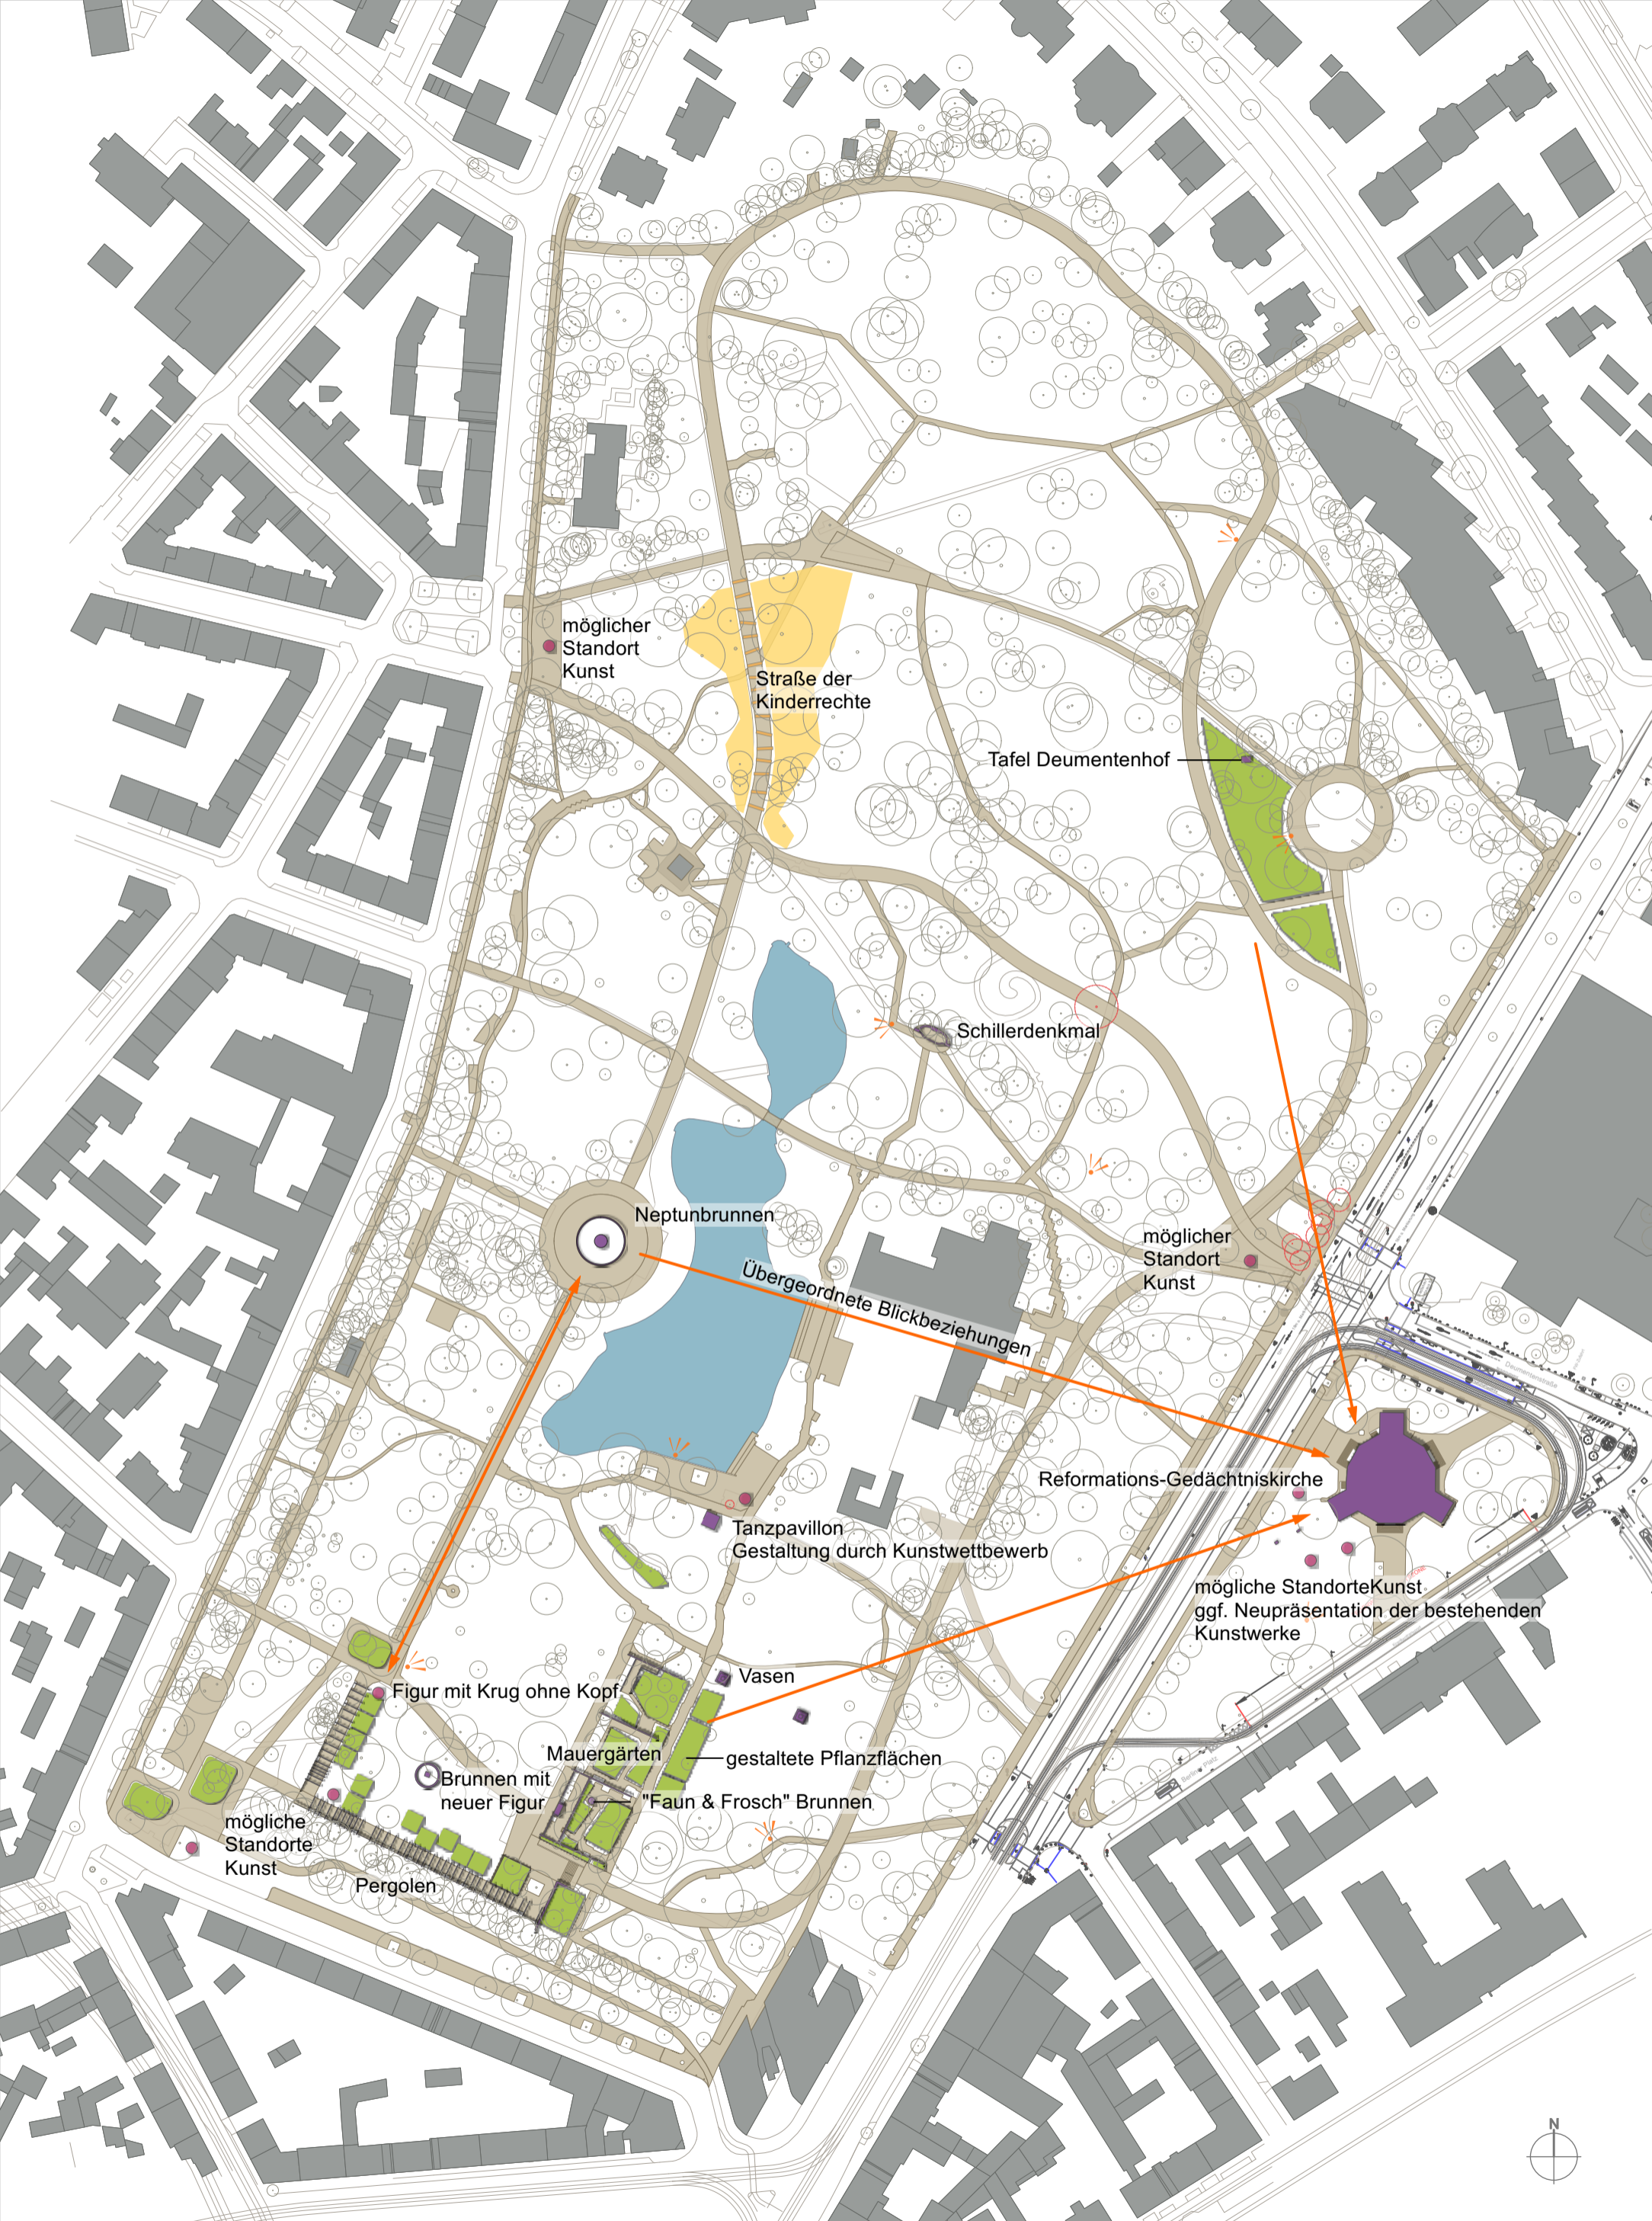 möglicher
Standort
Kunst
Straße der
Kinderrechte
Tafel Deumentenhof
Schillerdenkmal
Neptunbrunnen
möglicher
Standort
Kunst
Übergeordnete Blickbeziehungen
Deumentenstraße
Reformations-Gedächtniskirche
Tanzpavillon
Gestaltung durch Kunstwettbewerb
mögliche StandorteKunst
ggf. Neupräsentation der bestehenden
Kunstwerke
Vasen
Figur mit Krug ohne Kopf
Mauergärten
gestaltete Pflanzflächen
Brunnen mit
neuer Figur
"Faun & Frosch" Brunnen
mögliche
Standorte
Kunst
Pergolen
N